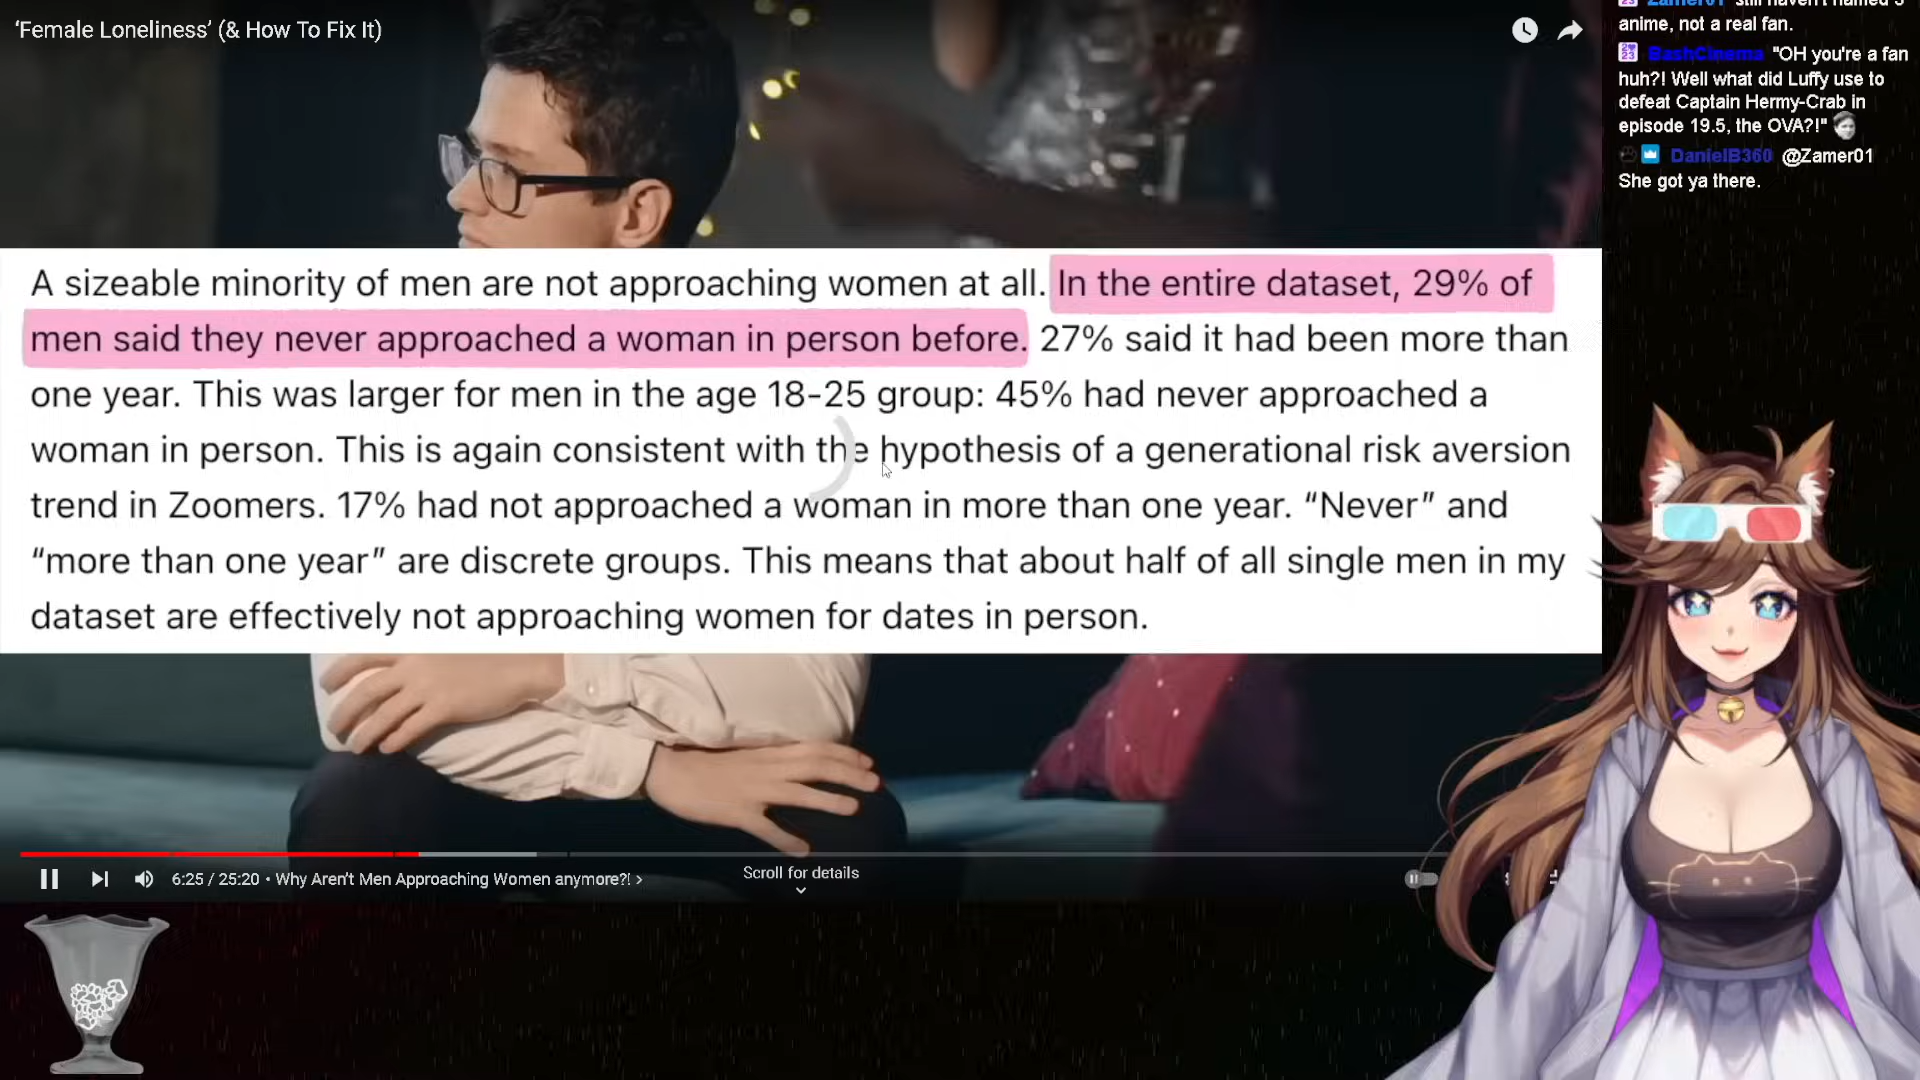 'Female Loneliness' (& How To Fix It)
A sizeable minority of men are not approaching women at all. In the entire dataset, 29% of
men said they never approached a woman in person before. 27% said it had been more than
one year. This was larger for men in the age 18-25 group: 45% had never approached a
woman in person. This is again consistent with the hypothesis of a generational risk aversion
trend in Zoomers. 17% had not approached a woman in more than one year. “Never” and
“more than one year” are discrete groups. This means that about half of all single men in my
dataset are effectively not approaching women for dates in person.
6:25 / 25:20 • Why Aren't Men Approaching Women anymore?! ›
Scroll for details
Zamer01 still haven't named 3
anime, not a real fan.
BashCinema "OH you're a fan
huh?! Well what did Luffy use to
defeat Captain Hermy-Crab in
episode 19.5, the OVA?!"
DanielB360 @Zamer01
She got ya there.